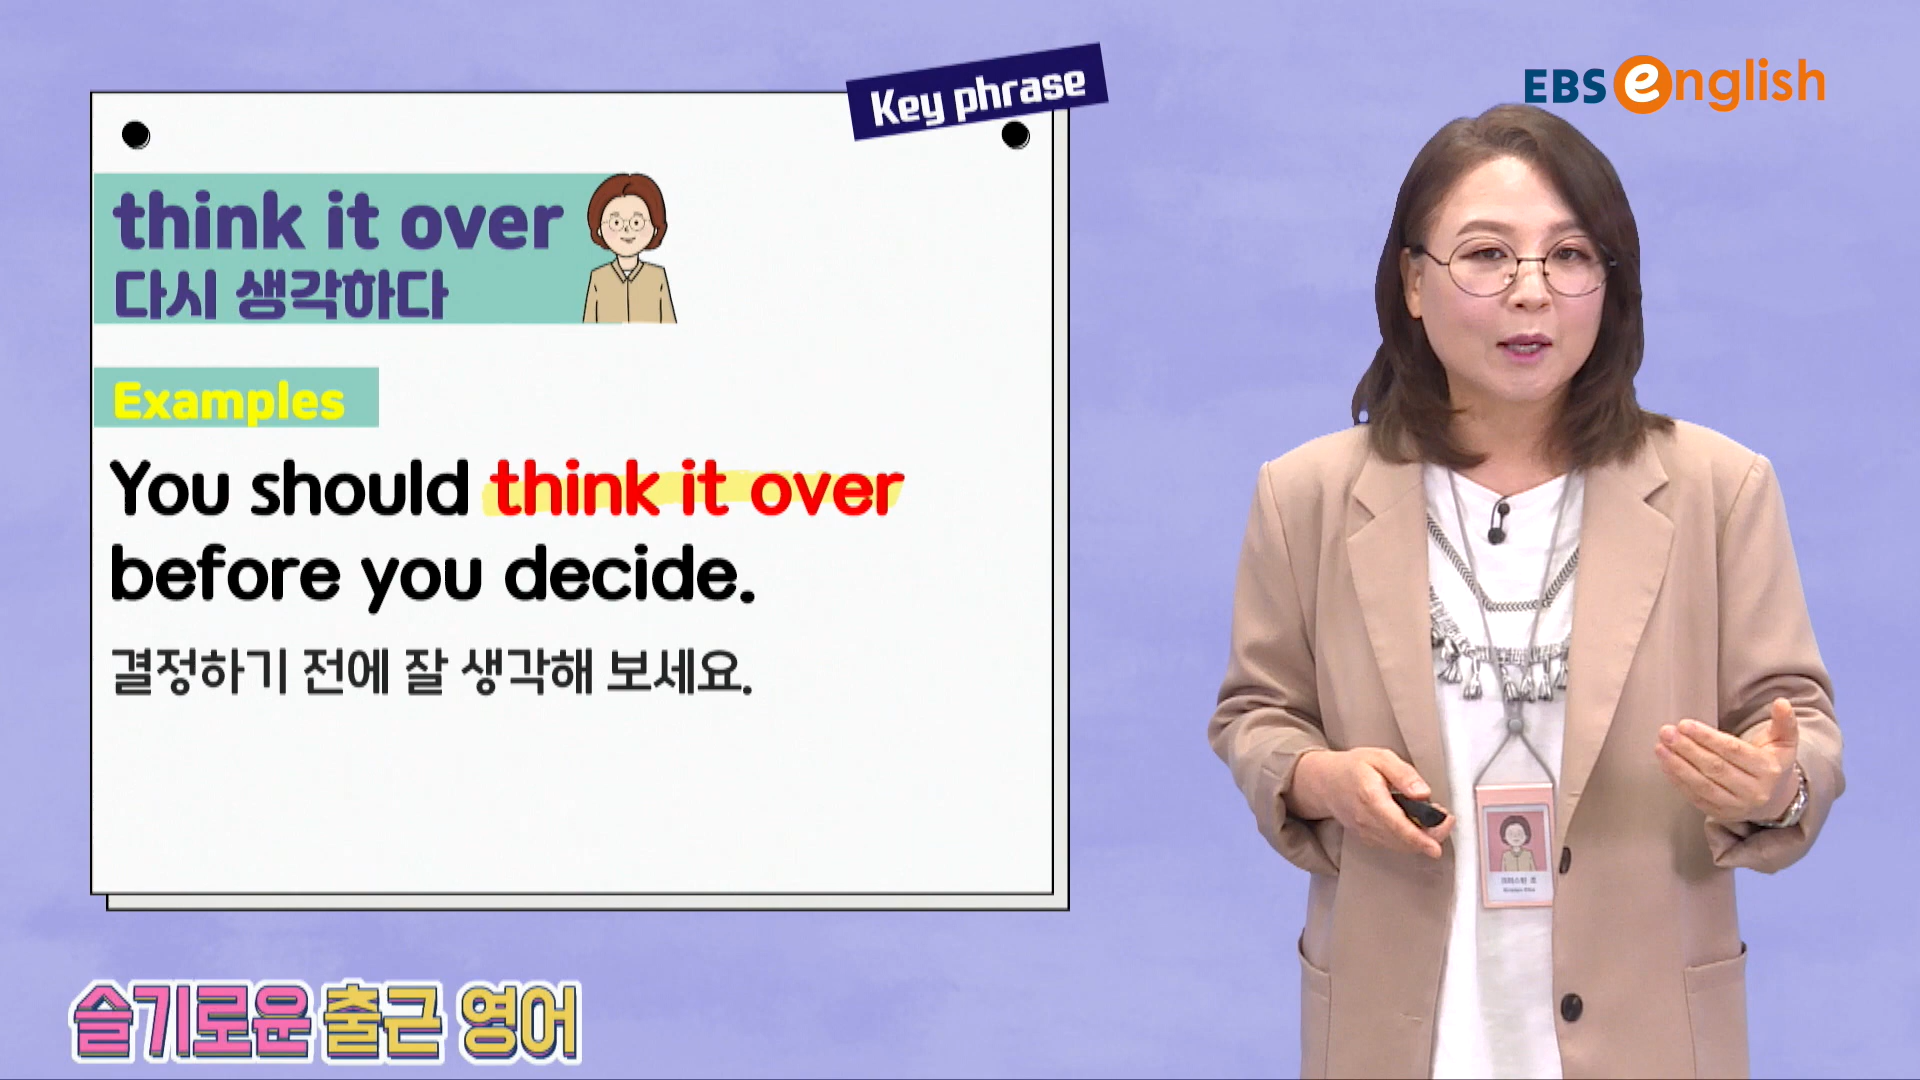 EBS english
Key phrase
think it over
다시 생각하다
Examples
You should think it over
before you decide.
결정하기 전에 잘 생각해 보세요.
슬기로운 출근 영어